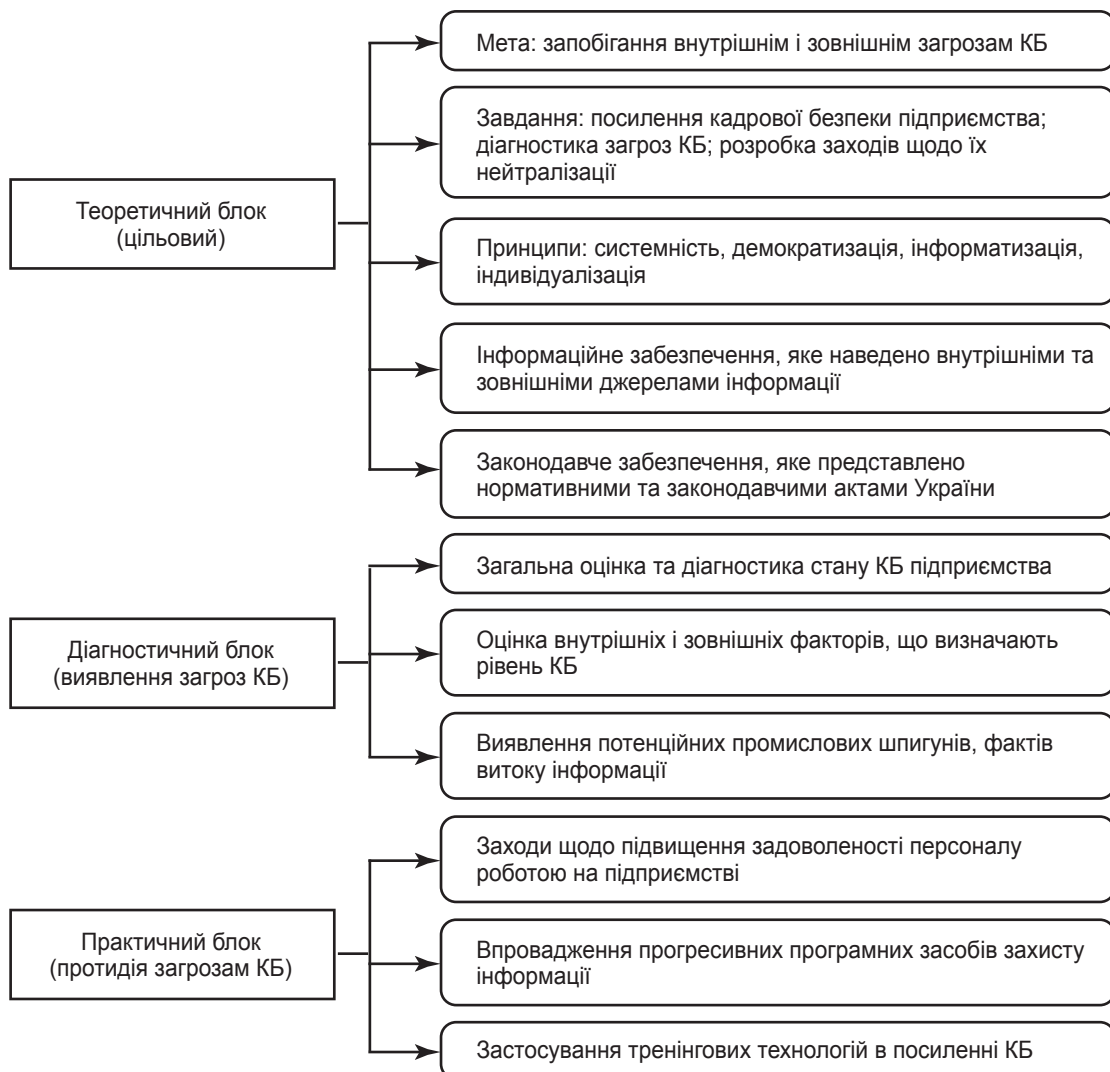 Теоретичний блок
(цільовий)
Мета: запобігання внутрішнім і зовнішнім загрозам КБ
Завдання: посилення кадрової безпеки підприємства;
діагностика загроз КБ; розробка заходів щодо їх
нейтралізації
Принципи: системність, демократизація, інформатизація,
індивідуалізація
Інформаційне забезпечення, яке наведено внутрішніми та
зовнішніми джерелами інформації
Законодавче забезпечення, яке представлено
нормативними та законодавчими актами України
Діагностичний блок
(виявлення загроз КБ)
Загальна оцінка та діагностика стану КБ підприємства
Оцінка внутрішніх і зовнішніх факторів, що визначають
рівень КБ
Виявлення потенційних промислових шпигунів, фактів
витоку інформації
Практичний блок
(протидія загрозам КБ)
Заходи щодо підвищення задоволеності персоналу
роботою на підприємстві
Впровадження прогресивних програмних засобів захисту
інформації
Застосування тренінгових технологій в посиленні КБ